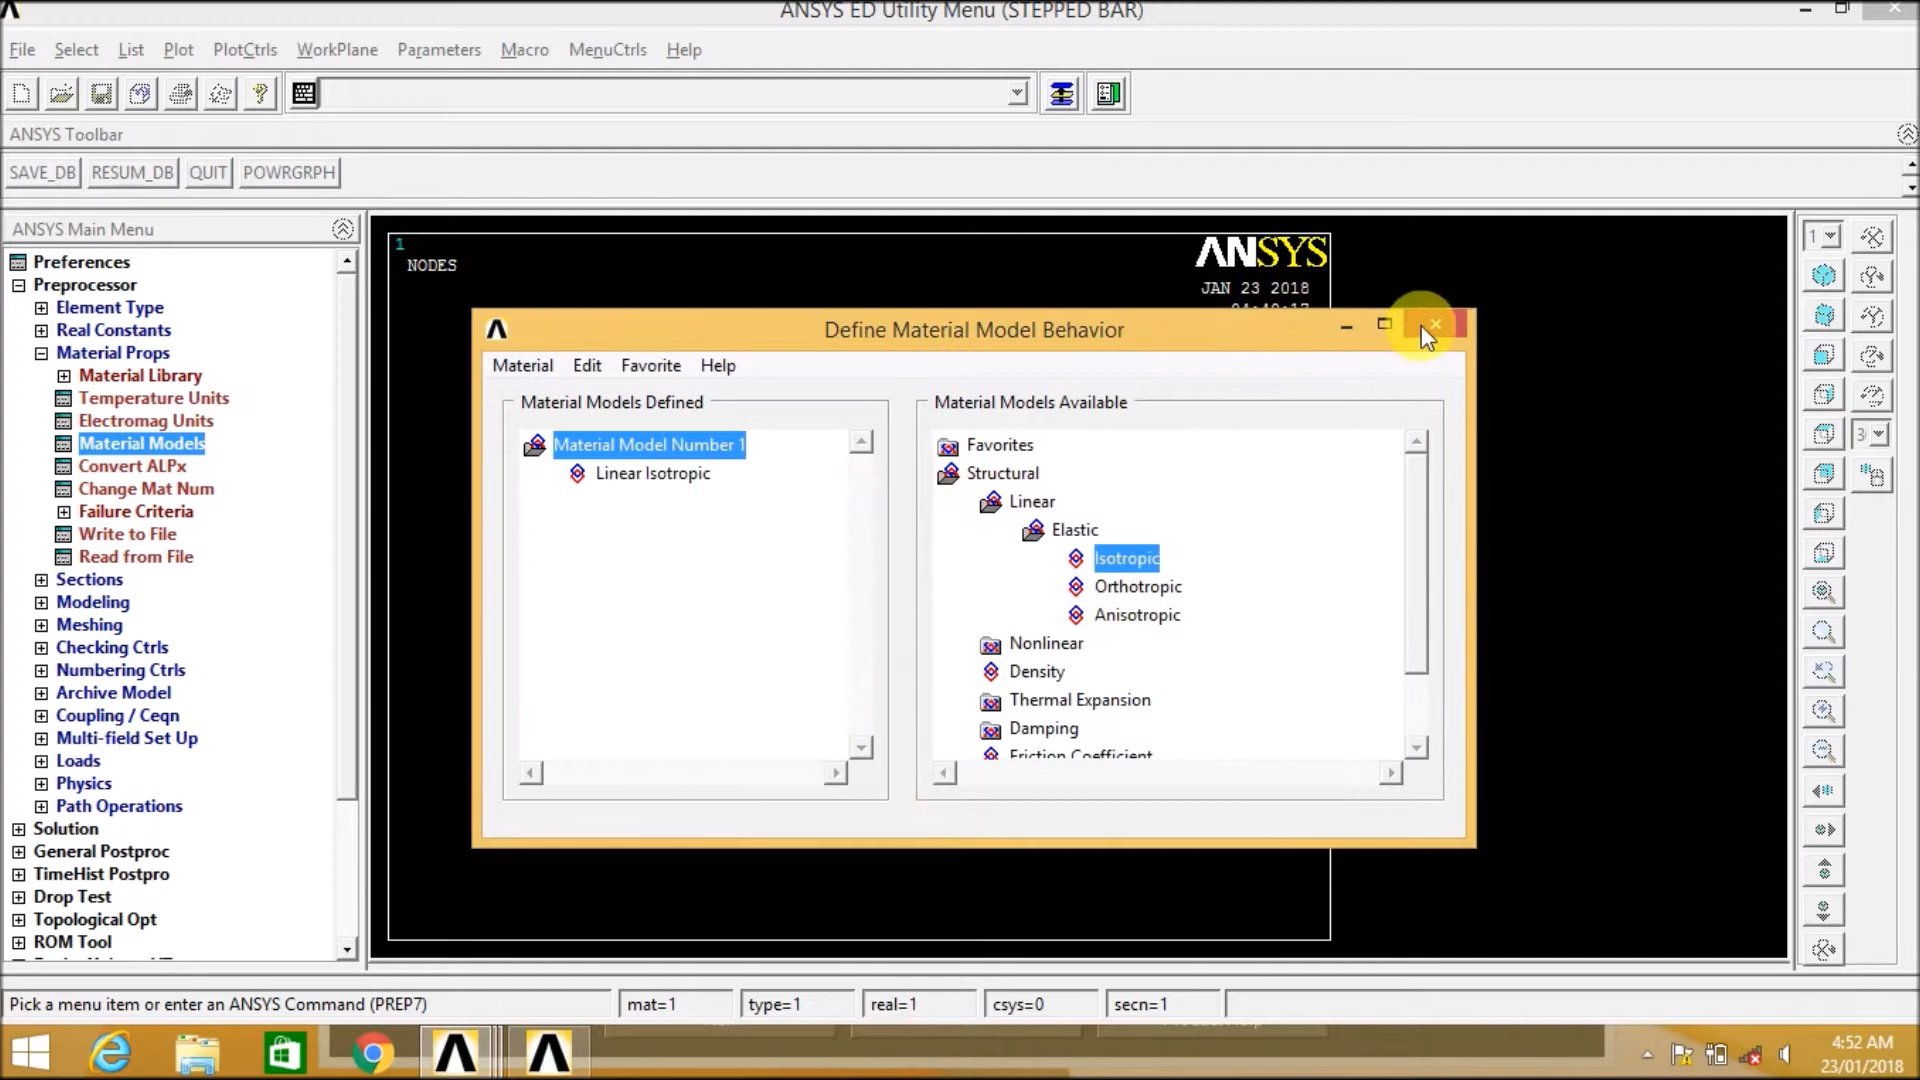 ANSYS ED Utility Menu (STEPPED BAR)
File Select List Plot PlotCtrls WorkPlane Parameters Macro MenuCtrls Help
ANSYS Toolbar
SAVE_DB RESUM_DB QUIT POWRGRPH
ANSYS Main Menu
Preferences
Preprocessor
Element Type
Real Constants
Material Props
Material Library
Temperature Units
Electromag Units
Material Models
Convert ALPx
Change Mat Num
Failure Criteria
Write to File
Read from File
Sections
Modeling
Meshing
Checking Ctrls
Numbering Ctrls
Archive Model
Coupling / Ceqn
Multi-field Set Up
Loads
Physics
Path Operations
Solution
General Postproc
TimeHist Postpro
Drop Test
Topological Opt
ROM Tool
1
NODES
ANSYS
JAN 23 2018
Define Material Model Behavior
Material Edit Favorite Help
Material Models Defined
Material Model Number 1
Linear Isotropic
Material Models Available
Favorites
Structural
Linear
Elastic
Isotropic
Orthotropic
Anisotropic
Nonlinear
Density
Thermal Expansion
Damping
Friction Coefficient
1
3
Pick a menu item or enter an ANSYS Command (PREP7)
mat=1 type=1 real=1 csys=0 secn=1
4:52 AM
23/01/2018